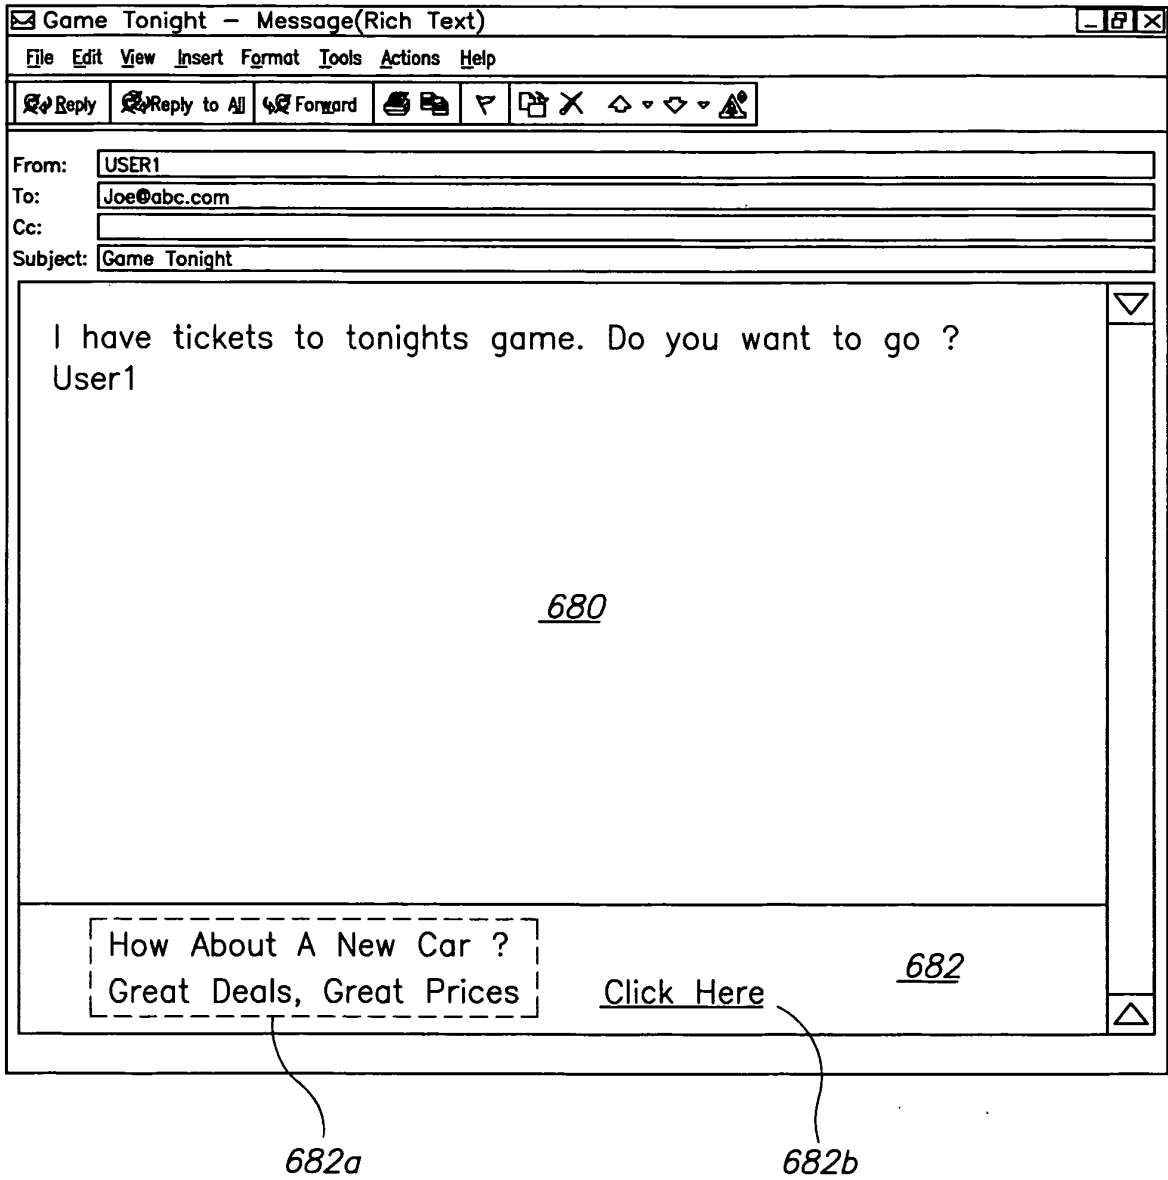 Game Tonight – Message(Rich Text)
File Edit View Insert Format Tools Actions Help
Reply Reply to All Forward
From: USER1
To: Joe@abc.com
Cc:
Subject: Game Tonight
I have tickets to tonights game. Do you want to go ?
User1
680
How About A New Car ?
Great Deals, Great Prices
Click Here
682
682a
682b